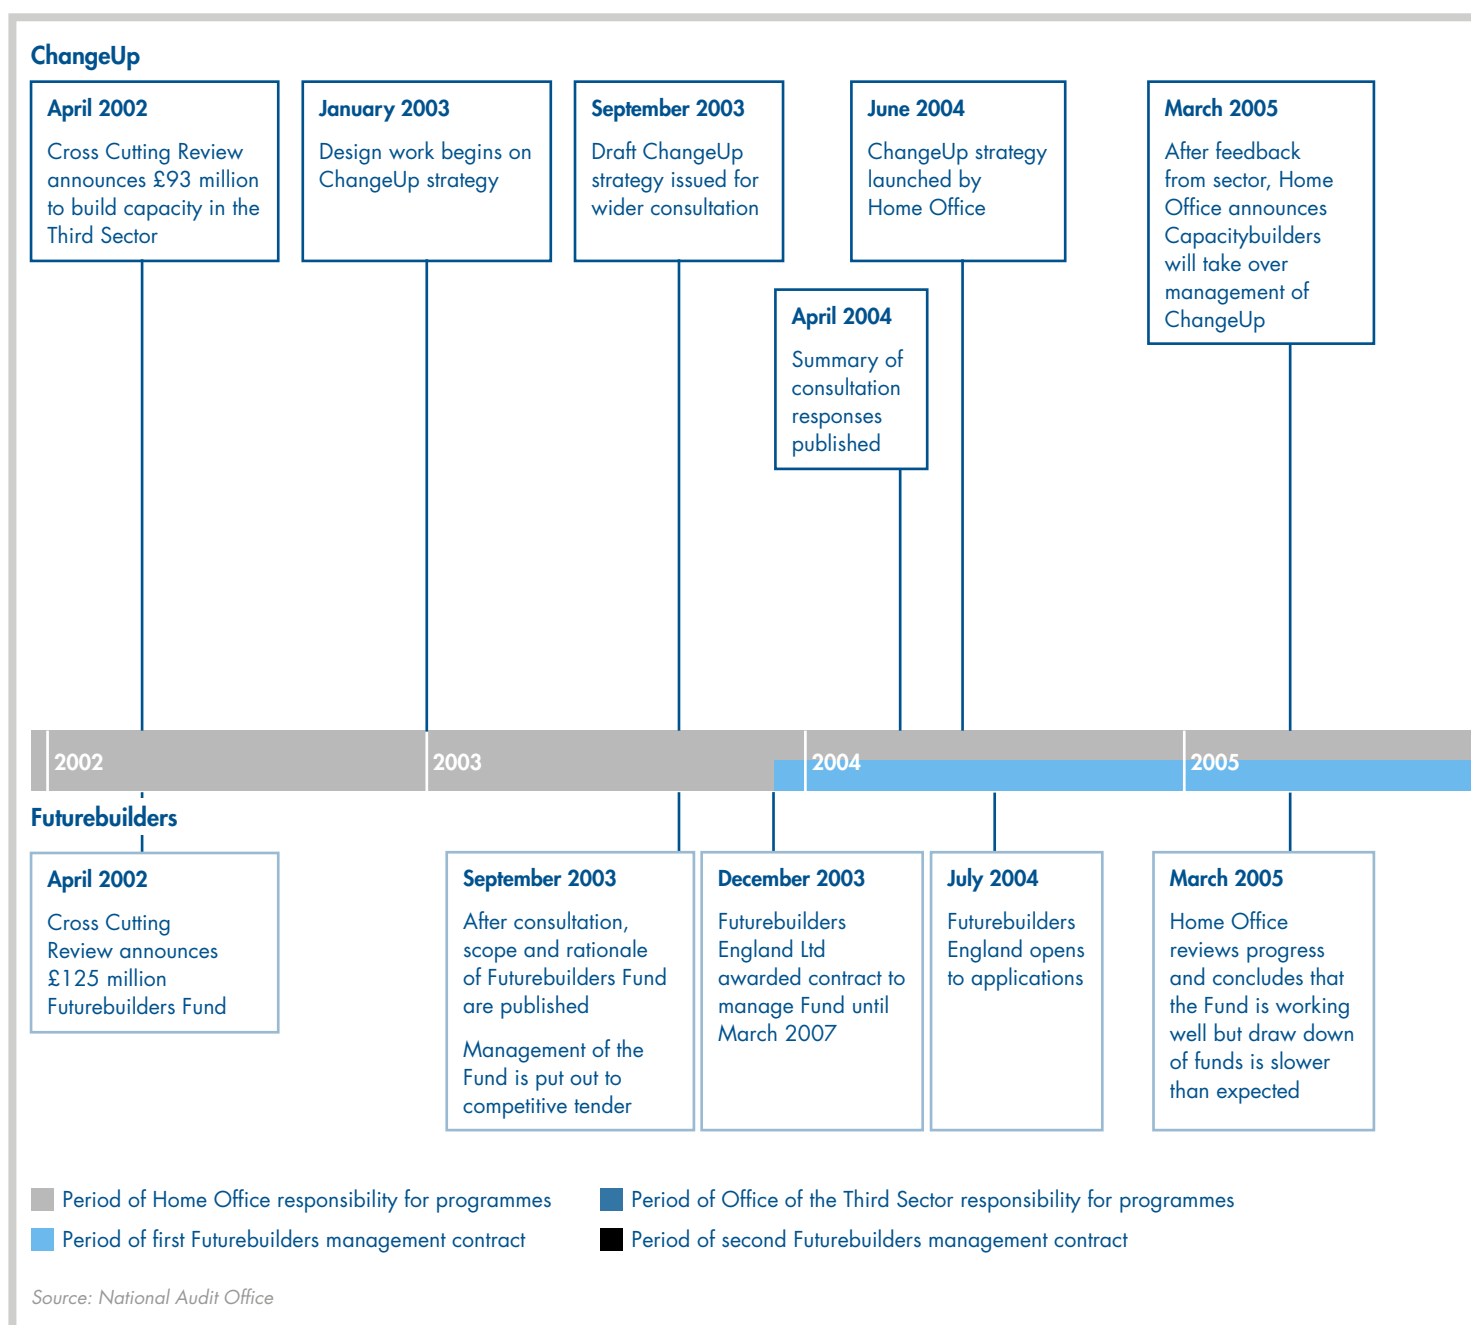 ChangeUp
April 2002
Cross Cutting Review
announces £93 million
to build capacity in the
Third Sector
January 2003
Design work begins on
ChangeUp strategy
September 2003
Draft ChangeUp
strategy issued for
wider consultation
June 2004
ChangeUp strategy
launched by
Home Office
March 2005
After feedback
from sector, Home
Office announces
Capacitybuilders
will take over
management of
ChangeUp
April 2004
Summary of
consultation
responses
published
2002
2003
2004
2005
Futurebuilders
April 2002
Cross Cutting
Review announces
£125 million
Futurebuilders Fund
September 2003
After consultation,
scope and rationale
of Futurebuilders Fund
are published
Management of the
Fund is put out to
competitive tender
December 2003
Futurebuilders
England Ltd
awarded contract to
manage Fund until
March 2007
July 2004
Futurebuilders
England opens
to applications
March 2005
Home Office
reviews progress
and concludes that
the Fund is working
well but draw down
of funds is slower
than expected
Period of Home Office responsibility for programmes
Period of Office of the Third Sector responsibility for programmes
Period of first Futurebuilders management contract
Period of second Futurebuilders management contract
Source: National Audit Office